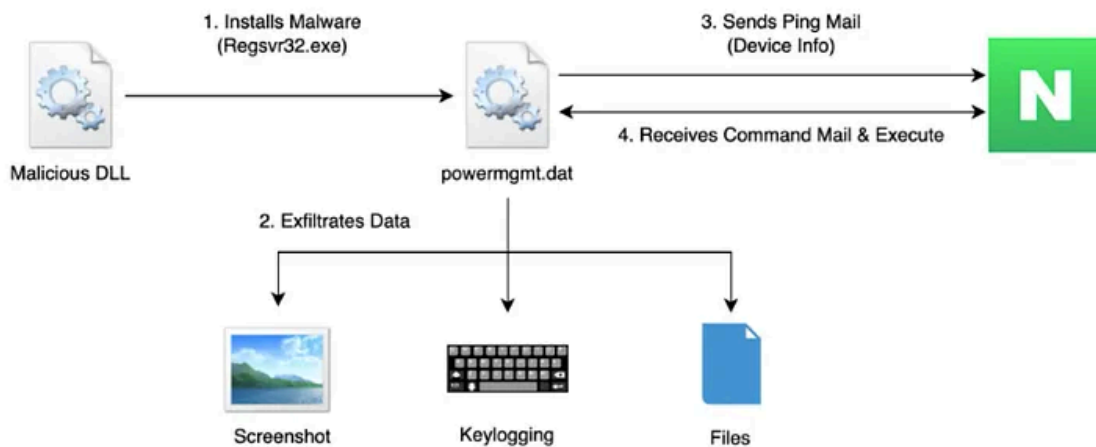 1. Installs Malware
(Regsvr32.exe)
3. Sends Ping Mail
(Device Info)
N
4. Receives Command Mail & Execute
Malicious DLL
powermgmt.dat
2. Exfiltrates Data
Screenshot
Keylogging
Files